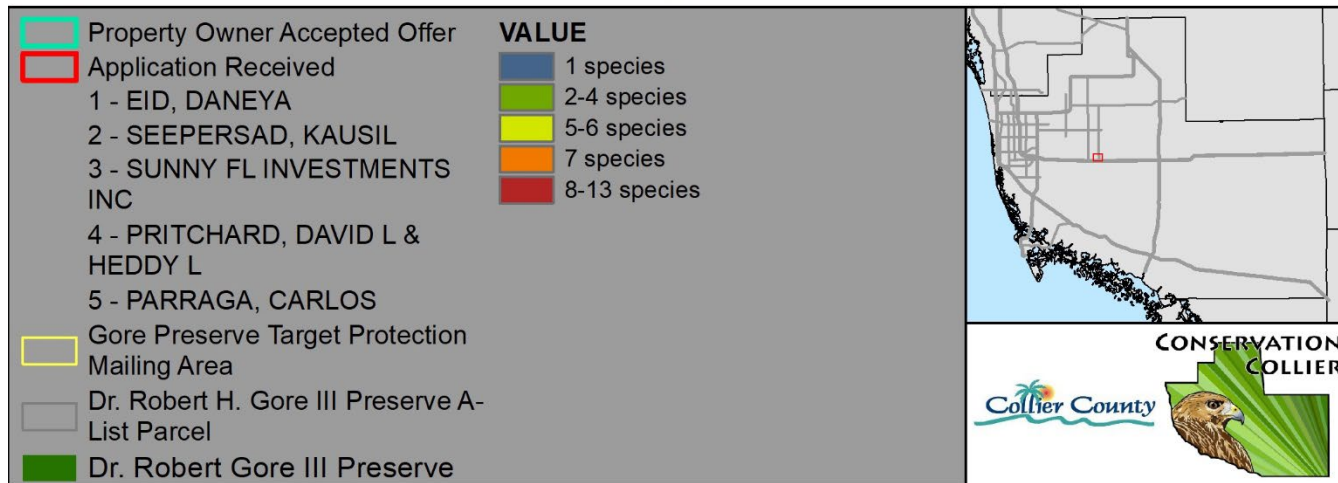 Property Owner Accepted Offer
Application Received
1 - EID, DANEYA
2 - SEEPERSAD, KAUSIL
3 - SUNNY FL INVESTMENTS
INC
4 - PRITCHARD, DAVID L &
HEDDY L
5 - PARRAGA, CARLOS
Gore Preserve Target Protection
Mailing Area
Dr. Robert H. Gore III Preserve A-
List Parcel
Dr. Robert Gore III Preserve
VALUE
1 species
2-4 species
5-6 species
7 species
8-13 species
Collier County
CONSERVATION
COLLIER